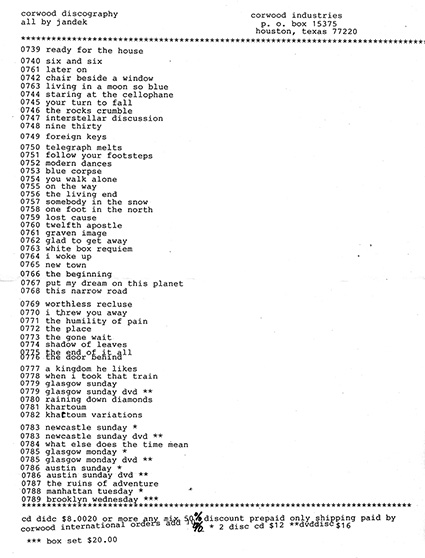 corwood discography
all by jandek
corwood industries
p. o. box 15375
houston, texas 77220
0739 ready for the house
0740 six and six
0761 later on
0742 chair beside a window
0763 living in a moon so blue
0744 staring at the cellophane
0745 your turn to fall
0746 the rocks crumble
0747 interstellar discussion
0748 nine thirty
0749 foreign keys
0750 telegraph melts
0751 follow your footsteps
0752 modern dances
0753 blue corpse
0754 you walk alone
0755 on the way
0756 the living end
0757 somebody in the snow
0758 one foot in the north
0759 lost cause
0760 twelfth apostle
0761 graven image
0762 glad to get away
0763 white box requiem
0764 i woke up
0765 new town
0766 the beginning
0767 put my dream on this planet
0768 this narrow road
0769 worthless recluse
0770 i threw you away
0771 the humility of pain
0772 the place
0773 the gone wait
0774 shadow of leaves
0775 the end of it all
0776 the door behind
0777 a kingdom he likes
0778 when i took that train
0779 glasgow sunday
0779 glasgow sunday dvd **
0780 raining down diamonds
0781 khartoum
0782 khartoum variations
0783 newcastle sunday *
0783 newcastle sunday dvd **
0784 what else does the time mean
0785 glasgow monday *
0785 glasgow monday dvd **
0786 austin sunday *
0786 austin sunday dvd **
0787 the ruins of adventure
0788 manhattan tuesday *
0789 brooklyn wednesday ***
cd didc $8.0020 or more any mix 50% discount prepaid only shipping paid by
corwood international orders add % * 2 disc cd $12 **dvddisc $16
*** box set $20.00